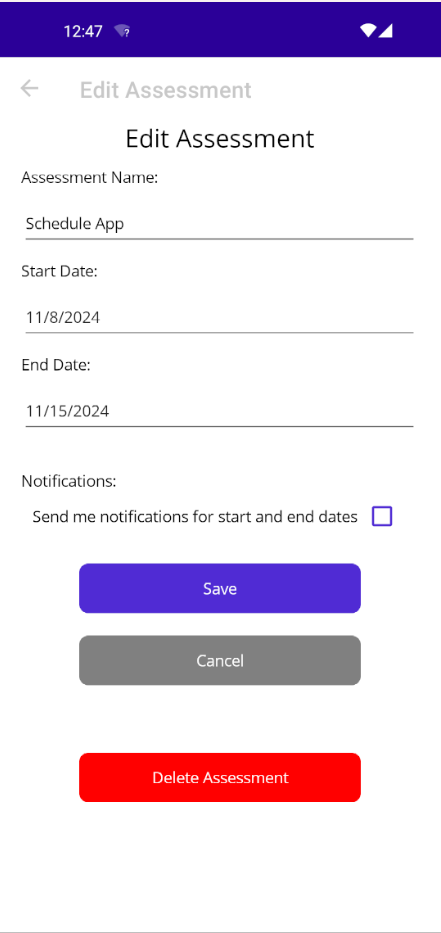 12:47
Edit Assessment
Edit Assessment
Assessment Name:
Schedule App
Start Date:
11/8/2024
End Date:
11/15/2024
Notifications:
Send me notifications for start and end dates
Save
Cancel
Delete Assessment